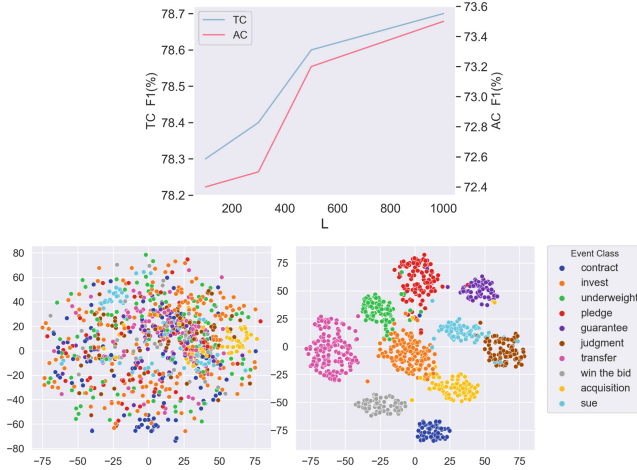 78.7
78.6
78.5
78.4
78.3
78.2
TC F1(%)
TC
AC
73.6
73.4
73.2
73.0
72.8
72.6
72.4
AC F1(%)
200 400 600 800 1000
L
80
60
40
20
0
−20
−40
−60
−80
−75 −50 −25 0 25 50 75
75
50
25
0
−25
−50
−75
−75 −50 −25 0 25 50 75
Event Class
contract
invest
underweight
pledge
guarantee
judgment
transfer
win the bid
acquisition
sue